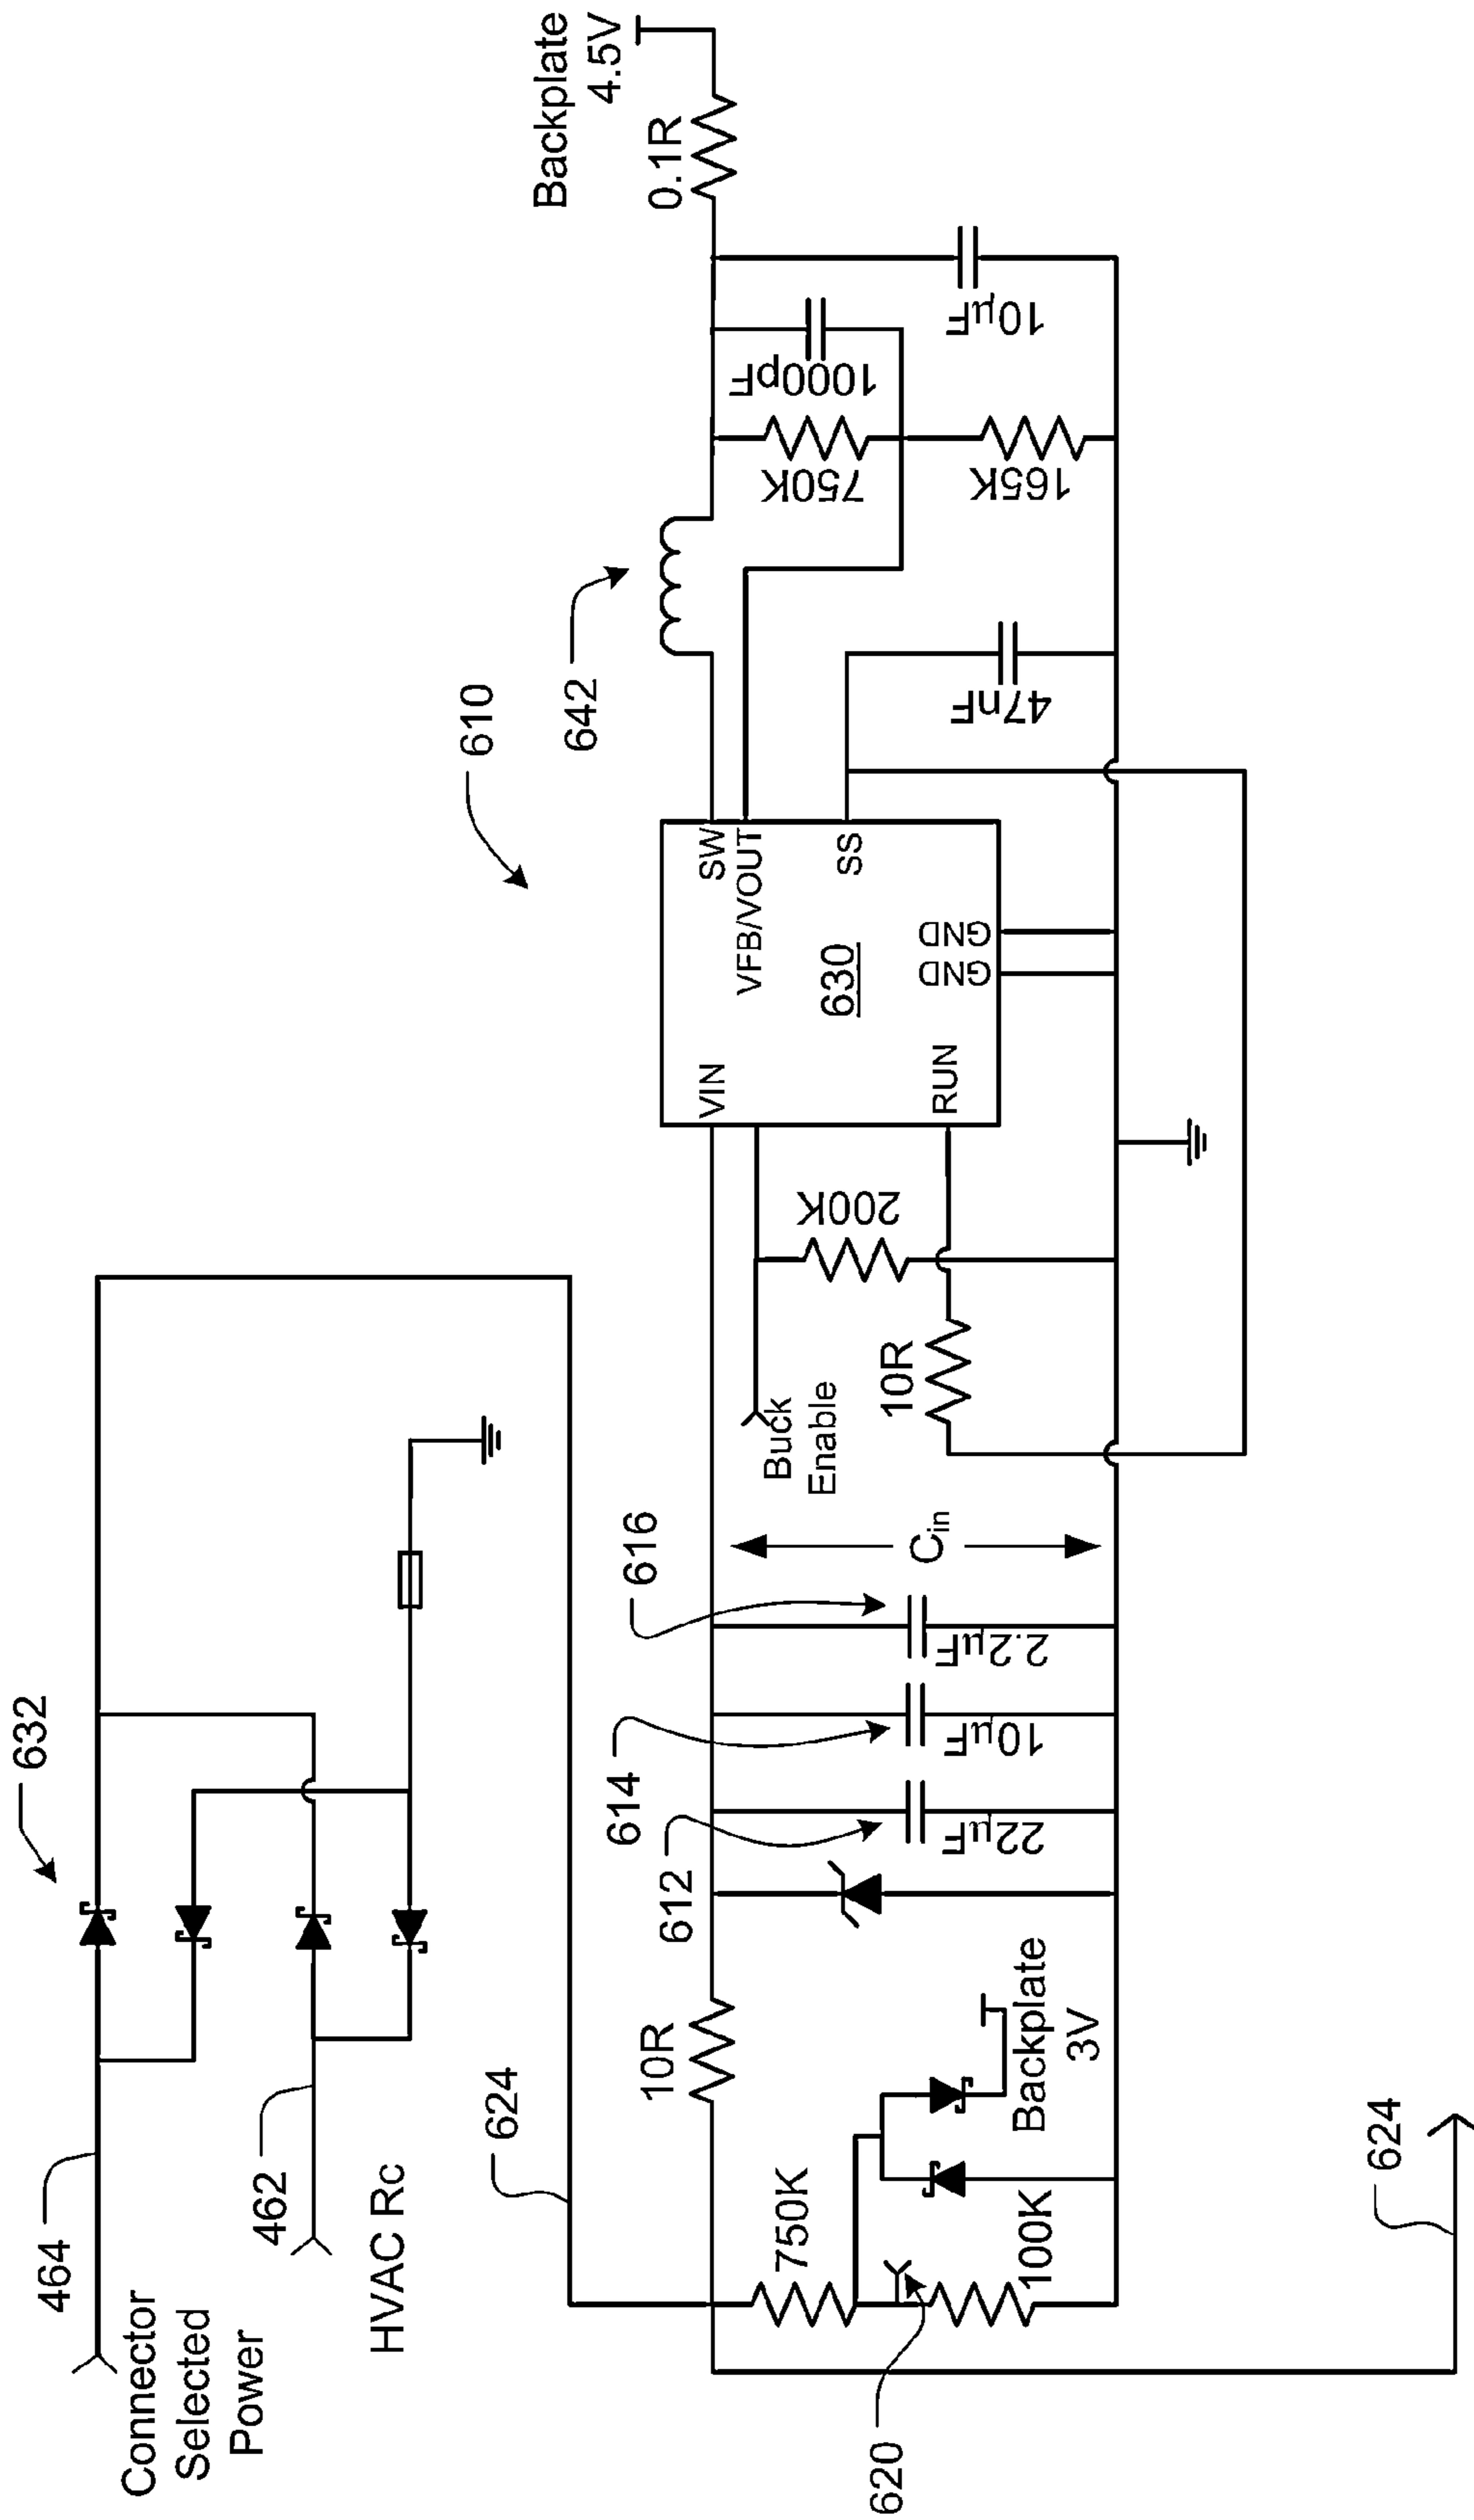 632
464
Connector
Selected
Power
462
HVAC Rc
624
610
642
Backplate
4.5V
0.1R
10R
612
614
616
22µF
10µF
2.2µF
Cin
Buck
Enable
200K
10R
VIN
RUN
SW
VFB/VOUT
SS
630
GND
GND
47nF
750K
165K
1000pF
10µF
750K
100K
620
Backplate
3V
624